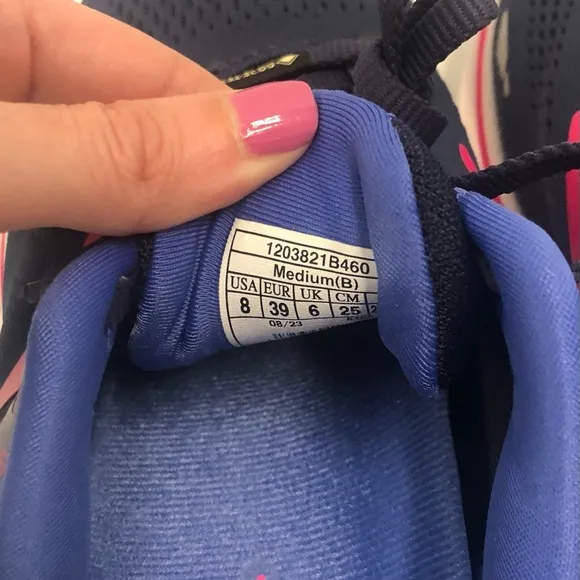 1203821B460
Medium(B)
USA EUR UK CM
8 39 6 25
08/23